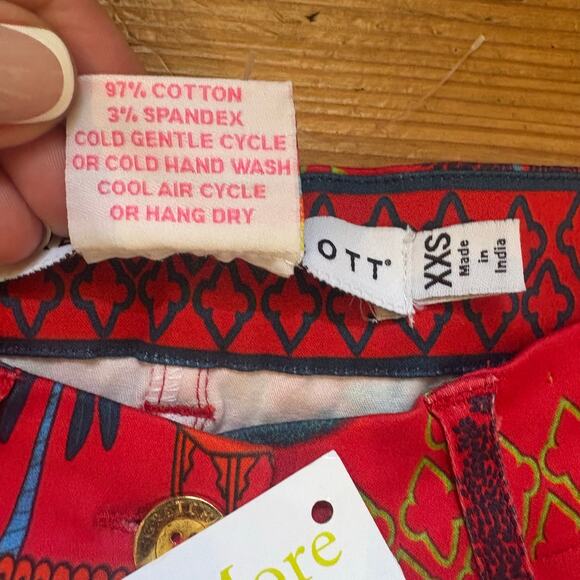 97% COTTON
3% SPANDEX
COLD GENTLE CYCLE
OR COLD HAND WASH
COOL AIR CYCLE
OR HANG DRY
OTT®
XXS
Made
in
India
More